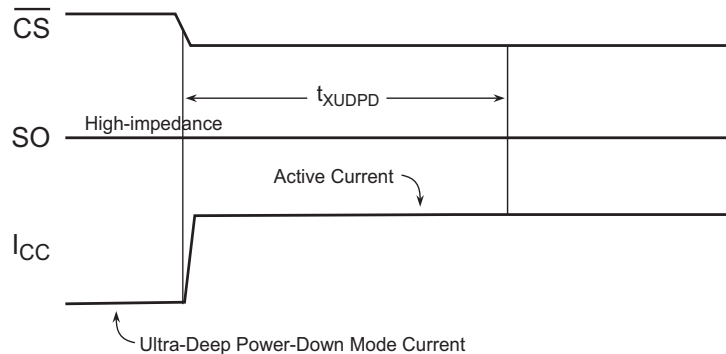 CS
tXUDPD
High-impedance
SO
Active Current
ICC
Ultra-Deep Power-Down Mode Current